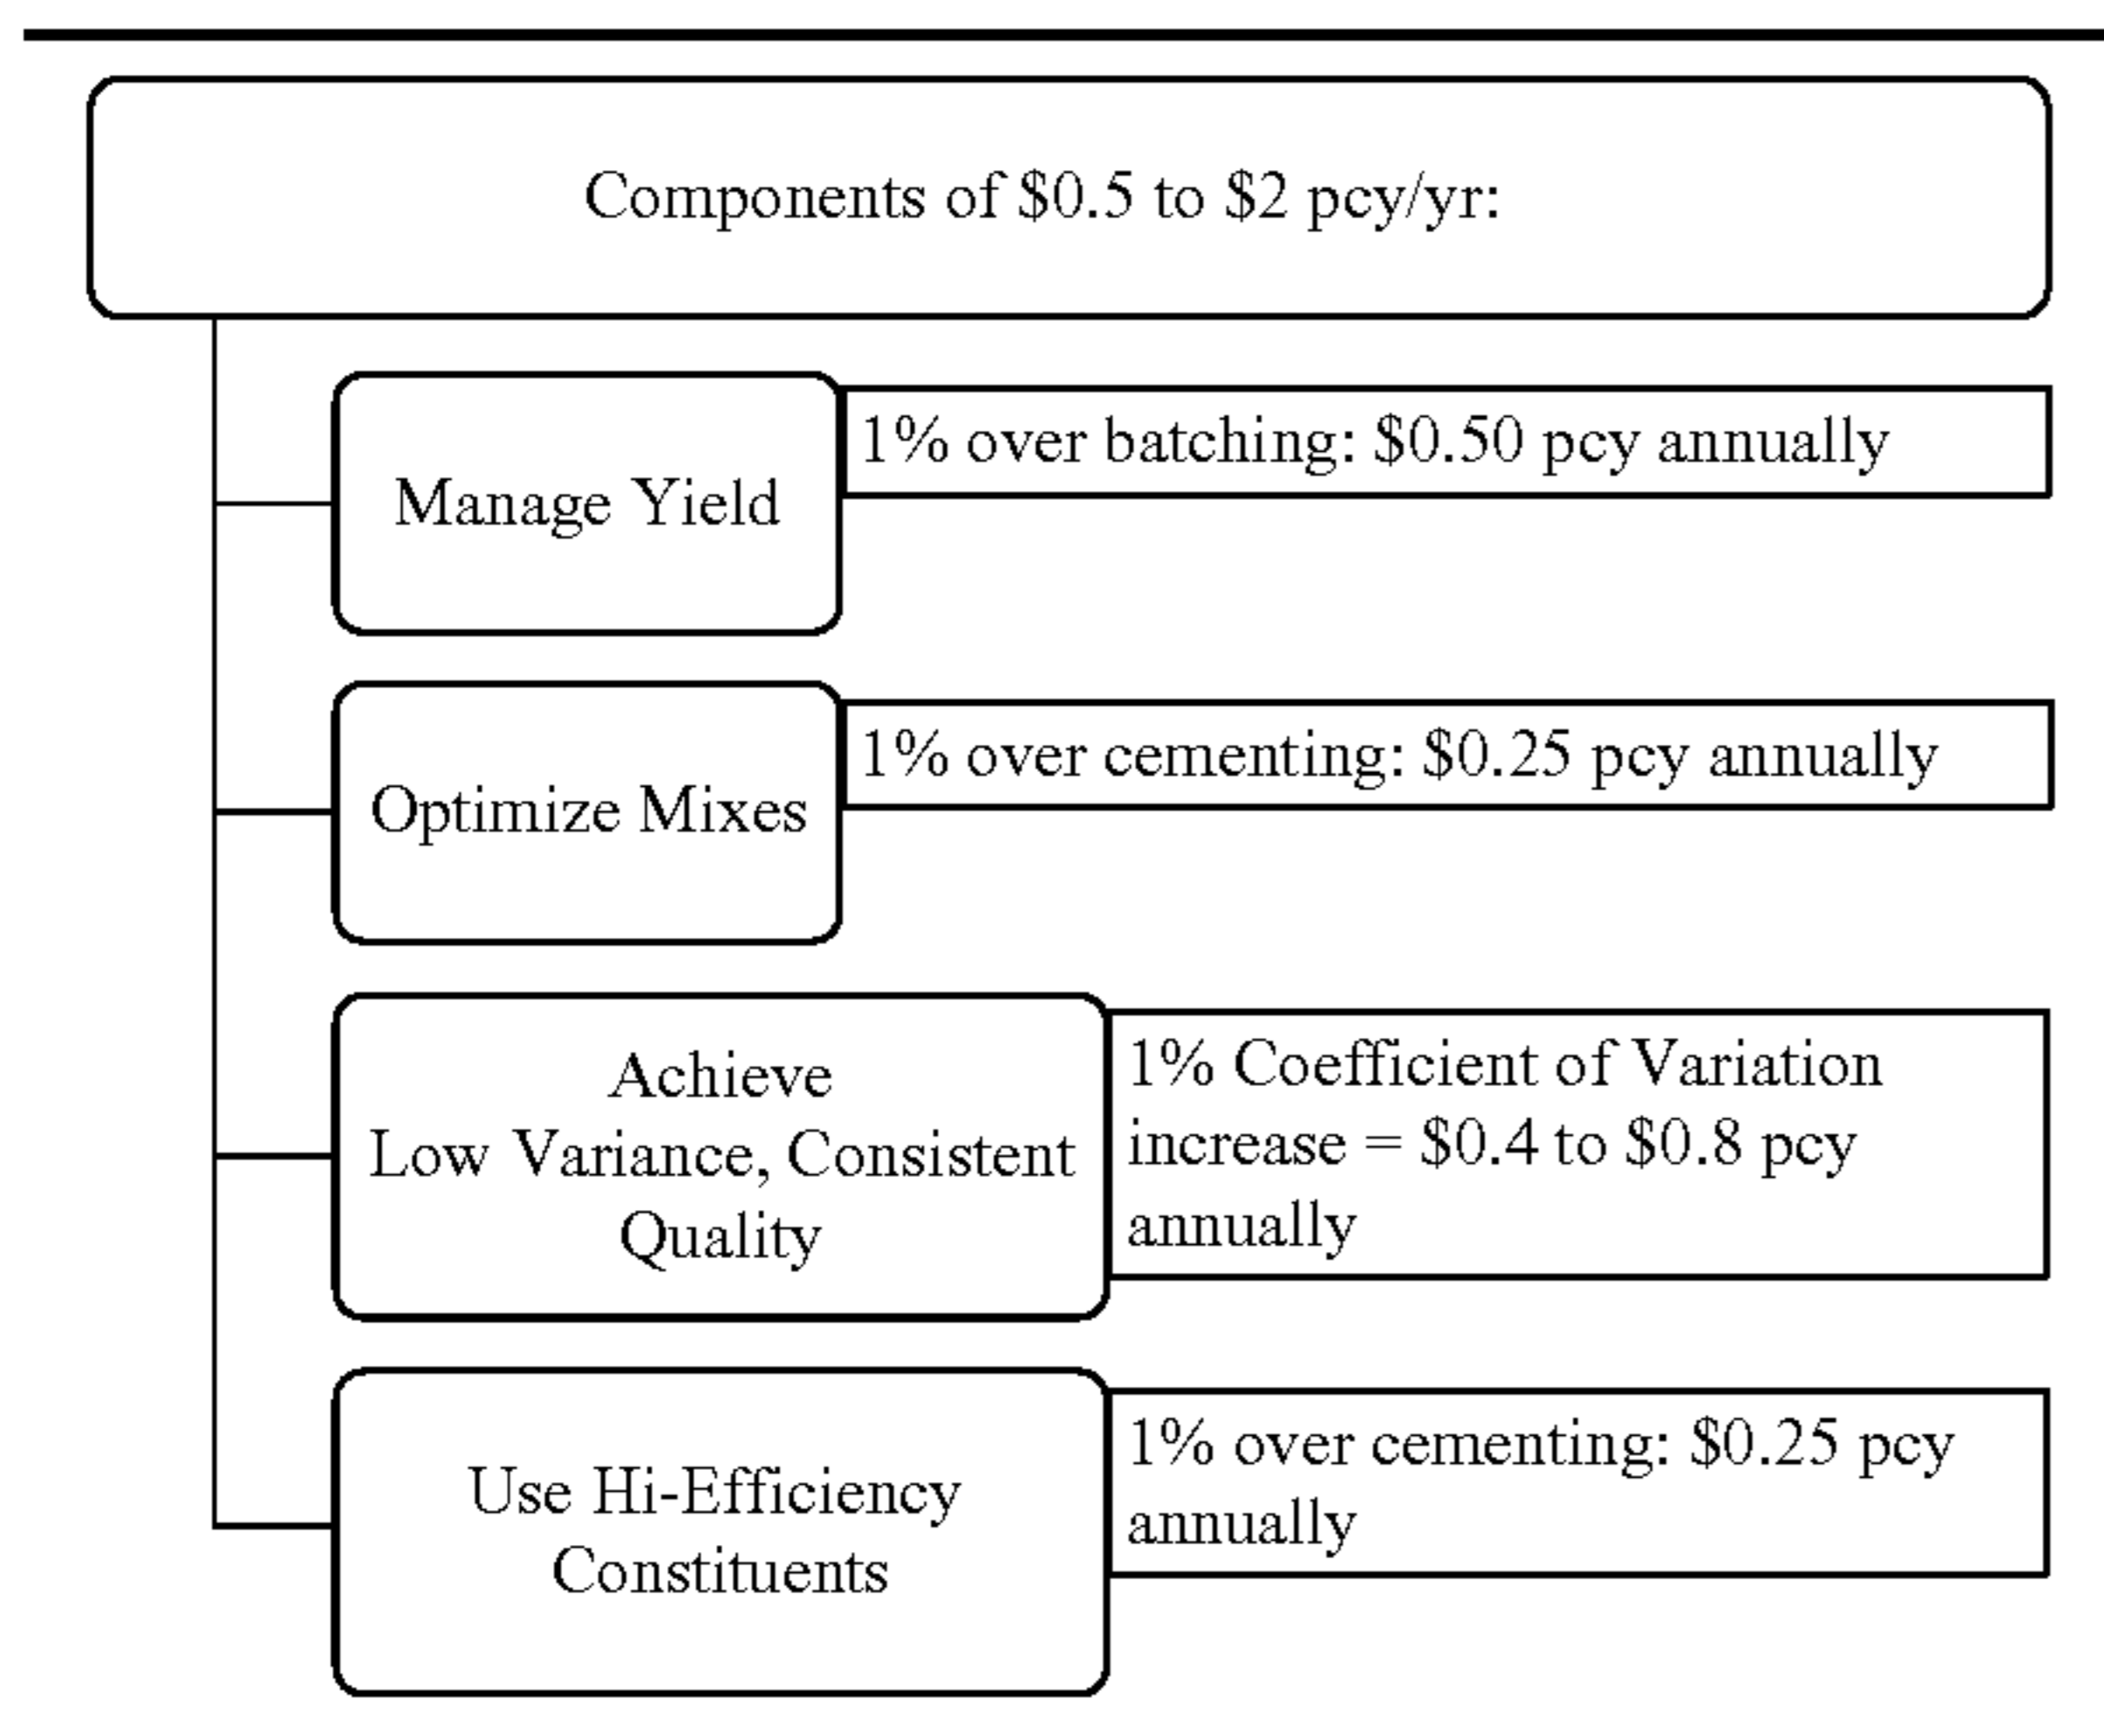 Components of $0.5 to $2 pcy/yr:
Manage Yield
1% over batching: $0.50 pcy annually
Optimize Mixes
1% over cementing: $0.25 pcy annually
Achieve
Low Variance, Consistent
Quality
1% Coefficient of Variation
increase = $0.4 to $0.8 pcy
annually
Use Hi-Efficiency
Constituents
1% over cementing: $0.25 pcy
annually